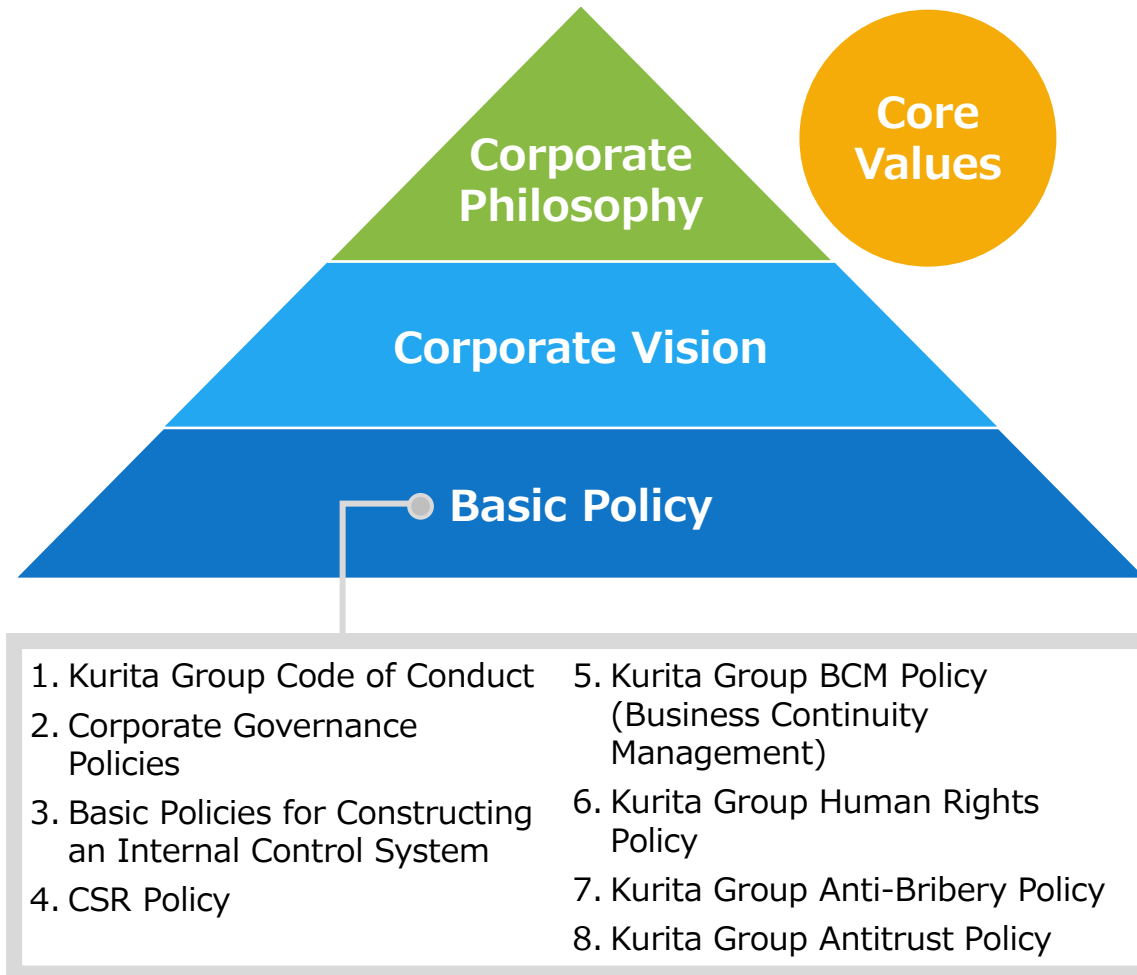 Corporate
Philosophy
Core
Values
Corporate Vision
Basic Policy
1. Kurita Group Code of Conduct
2. Corporate Governance
Policies
3. Basic Policies for Constructing
an Internal Control System
4. CSR Policy
5. Kurita Group BCM Policy
(Business Continuity
Management)
6. Kurita Group Human Rights
Policy
7. Kurita Group Anti-Bribery Policy
8. Kurita Group Antitrust Policy